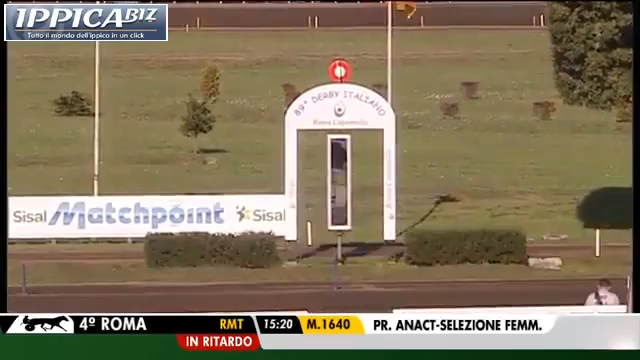 IPPICABIZ
Tutto il mondo dell'ippica in un click
89° DERBY ITALIANO
Roma Capannelle
Sisal Matchpoint Sisal
4º ROMA RMT 15:20 M.1640 PR. ANACT-SELEZIONE FEMM.
IN RITARDO